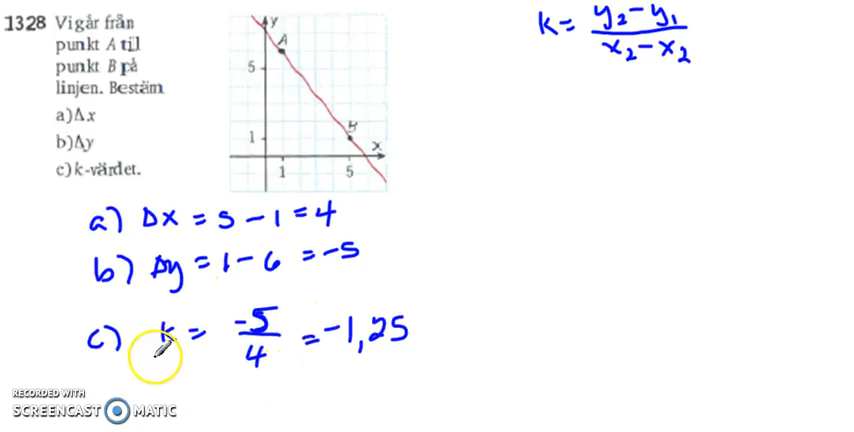 1328 Vi går från
punkt A till
punkt B på
linjen. Bestäm
a) Δx
b) Δy
c) k-värdet.
y
A
5
B
1
x
1
5
k = y₂ - y₁ / x₂ - x₂
a) Δx = 5 - 1 = 4
b) Δy = 1 - 6 = -5
c) k = -5/4 = -1,25
RECORDED WITH
SCREENCAST MATIC